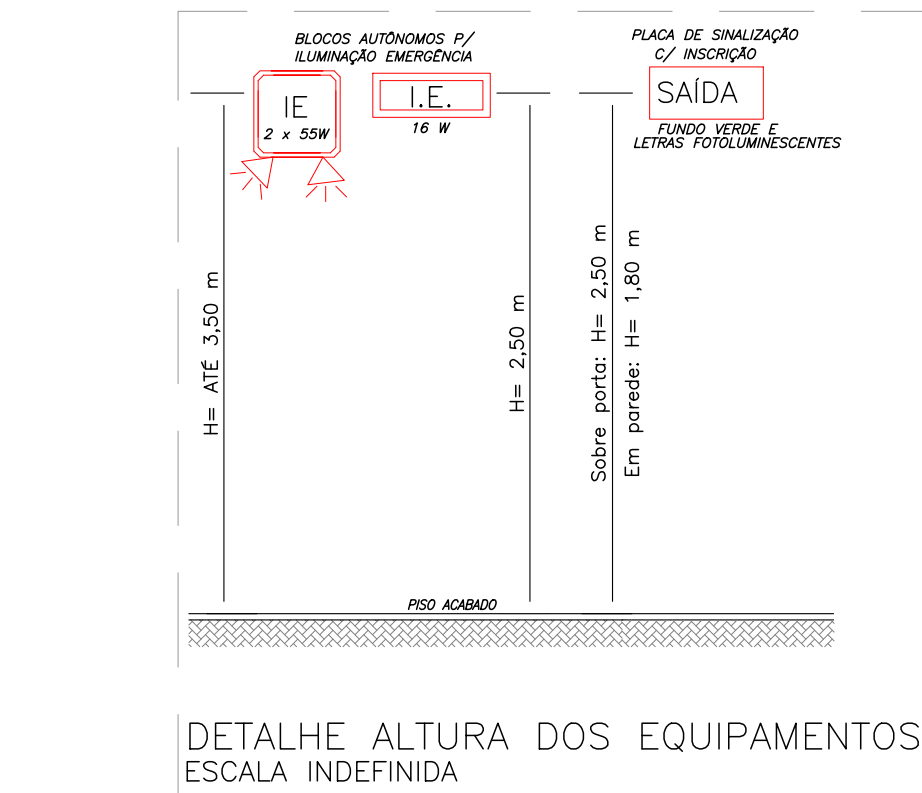 BLOCOS AUTÔNOMOS P/
ILUMINAÇÃO EMERGÊNCIA
IE
2 x 55W
I.E.
16 W
PLACA DE SINALIZAÇÃO
C/ INSCRIÇÃO
SAÍDA
FUNDO VERDE E
LETRAS FOTOLUMINESCENTES
H= ATÉ 3,50 m
H= 2,50 m
Sobre porta: H= 2,50 m
Em parede: H= 1,80 m
PISO ACABADO
DETALHE ALTURA DOS EQUIPAMENTOS
ESCALA INDEFINIDA